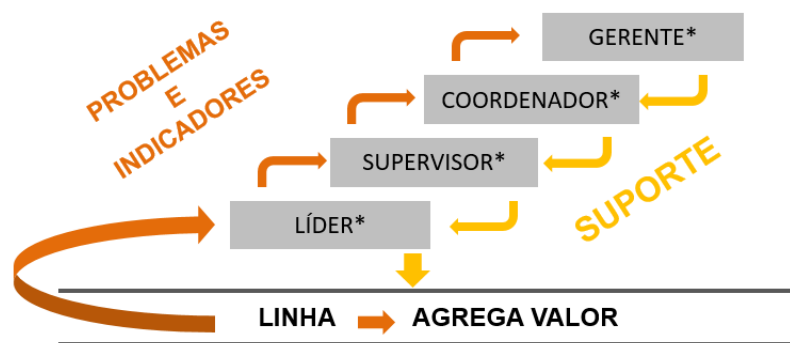 PROBLEMAS
E
INDICADORES
GERENTE*
COORDENADOR*
SUPERVISOR*
LÍDER*
SUPORTE
LINHA AGREGA VALOR